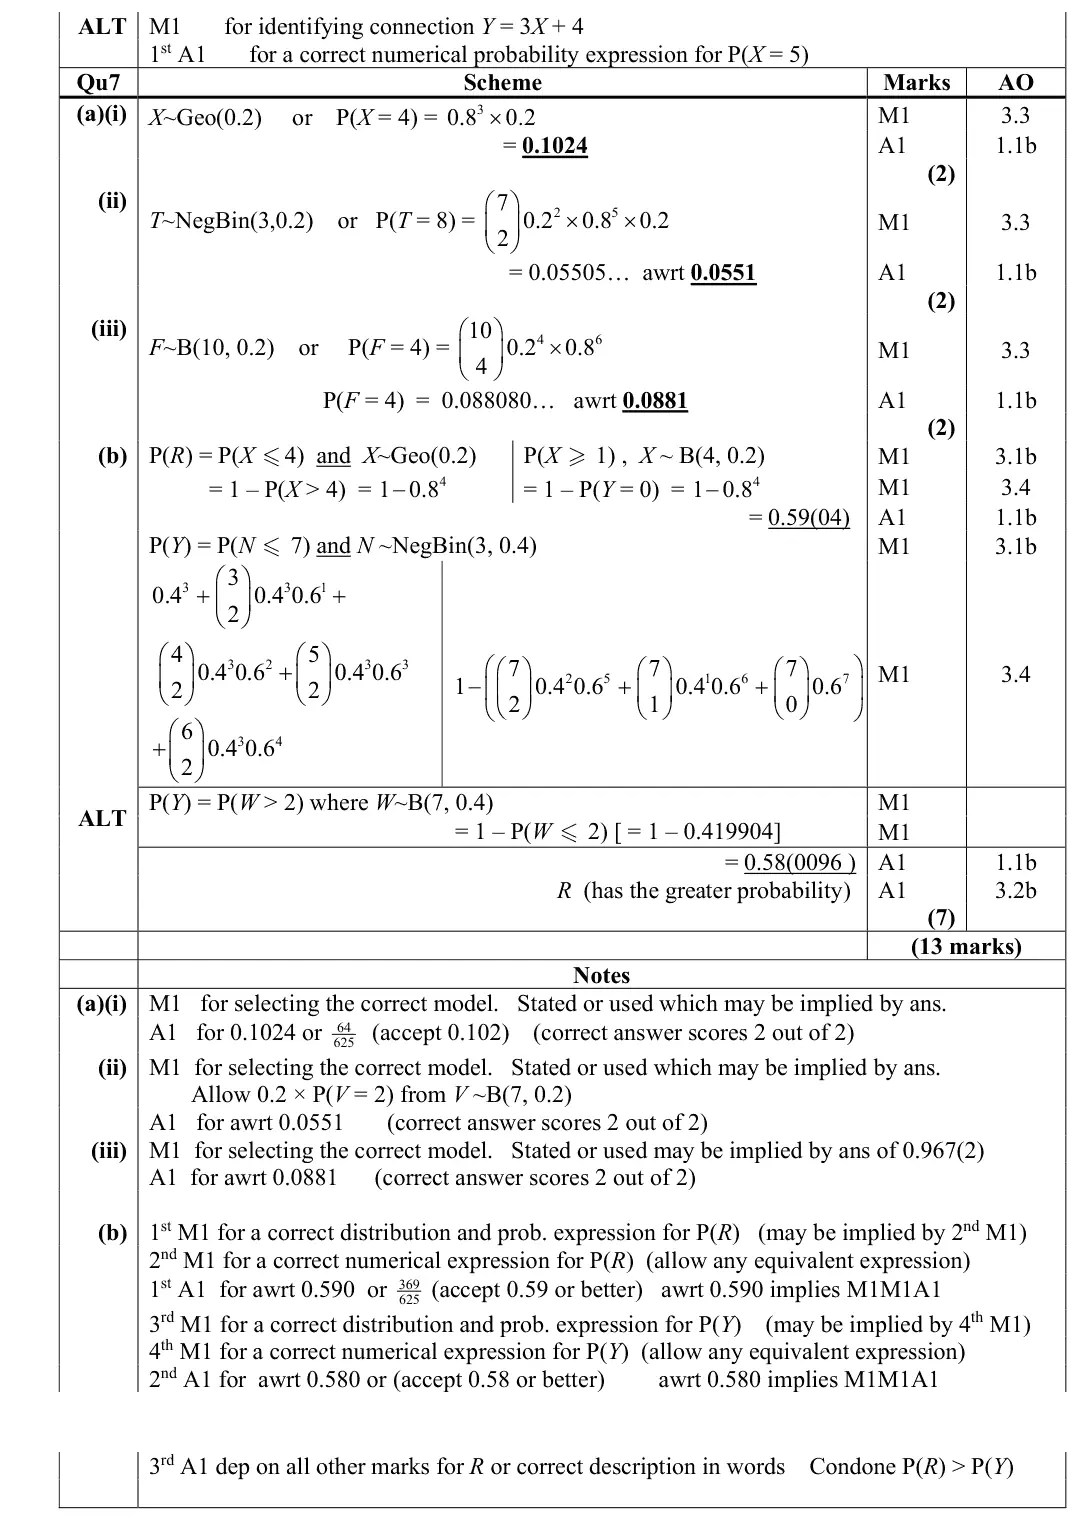 ALT M1 for identifying connection Y = 3X + 4
1st A1 for a correct numerical probability expression for P(X = 5)
Qu7 Scheme Marks AO
(a)(i) X~Geo(0.2) or P(X = 4) = 0.8³ × 0.2 M1 3.3
= 0.1024 A1 1.1b
(2)
(ii) T~NegBin(3,0.2) or P(T = 8) = (7 2) 0.2² × 0.8⁵ × 0.2 M1 3.3
= 0.05505… awrt 0.0551 A1 1.1b
(2)
(iii) F~B(10, 0.2) or P(F = 4) = (10 4) 0.2⁴ × 0.8⁶ M1 3.3
P(F = 4) = 0.088080… awrt 0.0881 A1 1.1b
(2)
(b) P(R) = P(X ⩽ 4) and X~Geo(0.2) P(X ⩾ 1) , X ~ B(4, 0.2) M1 3.1b
= 1 – P(X > 4) = 1 – 0.8⁴ = 1 – P(Y = 0) = 1 – 0.8⁴ M1 3.4
= 0.59(04) A1 1.1b
P(Y) = P(N ⩽ 7) and N ~NegBin(3, 0.4) M1 3.1b
0.4³ + (3 2) 0.4³0.6¹ +
(4 2) 0.4³0.6² + (5 2) 0.4³0.6³ 1 – ((7 2) 0.4²0.6⁵ + (7 1) 0.4¹0.6⁶ + (7 0) 0.6⁷) M1 3.4
+ (6 2) 0.4³0.6⁴
ALT P(Y) = P(W > 2) where W~B(7, 0.4) M1
= 1 – P(W ⩽ 2) [ = 1 – 0.419904] M1
= 0.58(0096 ) A1 1.1b
R (has the greater probability) A1 3.2b
(7)
(13 marks)
Notes
(a)(i) M1 for selecting the correct model. Stated or used which may be implied by ans.
A1 for 0.1024 or 64/625 (accept 0.102) (correct answer scores 2 out of 2)
(ii) M1 for selecting the correct model. Stated or used which may be implied by ans.
Allow 0.2 × P(V = 2) from V ~B(7, 0.2)
A1 for awrt 0.0551 (correct answer scores 2 out of 2)
(iii) M1 for selecting the correct model. Stated or used may be implied by ans of 0.967(2)
A1 for awrt 0.0881 (correct answer scores 2 out of 2)
(b) 1st M1 for a correct distribution and prob. expression for P(R) (may be implied by 2nd M1)
2nd M1 for a correct numerical expression for P(R) (allow any equivalent expression)
1st A1 for awrt 0.590 or 369/625 (accept 0.59 or better) awrt 0.590 implies M1M1A1
3rd M1 for a correct distribution and prob. expression for P(Y) (may be implied by 4th M1)
4th M1 for a correct numerical expression for P(Y) (allow any equivalent expression)
2nd A1 for awrt 0.580 or (accept 0.58 or better) awrt 0.580 implies M1M1A1
3rd A1 dep on all other marks for R or correct description in words Condone P(R) > P(Y)